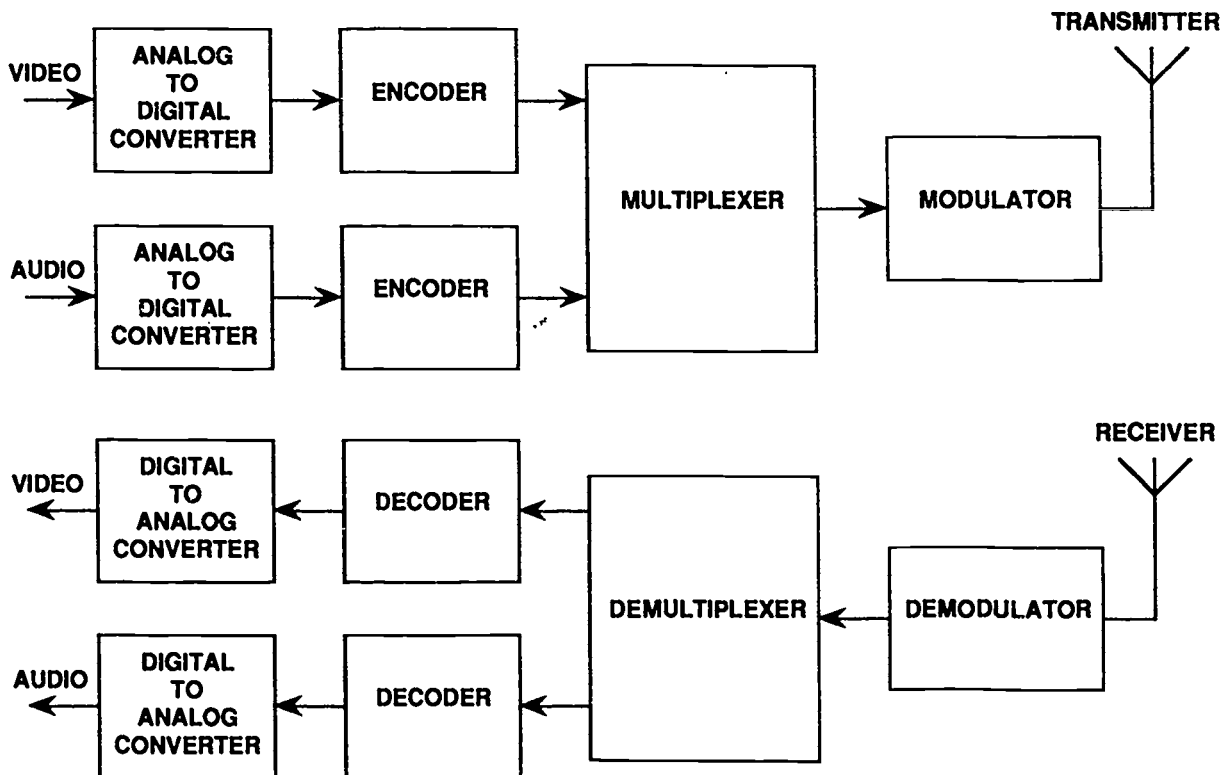 TRANSMITTER
VIDEO
ANALOG
TO
DIGITAL
CONVERTER
ENCODER
MULTIPLEXER
MODULATOR
AUDIO
ANALOG
TO
DIGITAL
CONVERTER
ENCODER
RECEIVER
VIDEO
DIGITAL
TO
ANALOG
CONVERTER
DECODER
DEMULTIPLEXER
DEMODULATOR
AUDIO
DIGITAL
TO
ANALOG
CONVERTER
DECODER